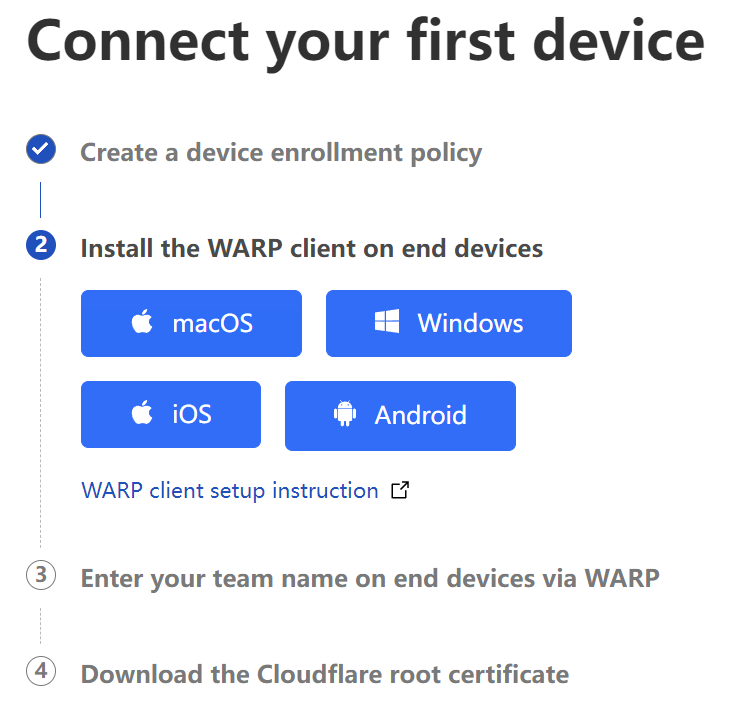 Connect your first device
Create a device enrollment policy
2 Install the WARP client on end devices
macOS Windows
iOS Android
WARP client setup instruction
3 Enter your team name on end devices via WARP
4 Download the Cloudflare root certificate